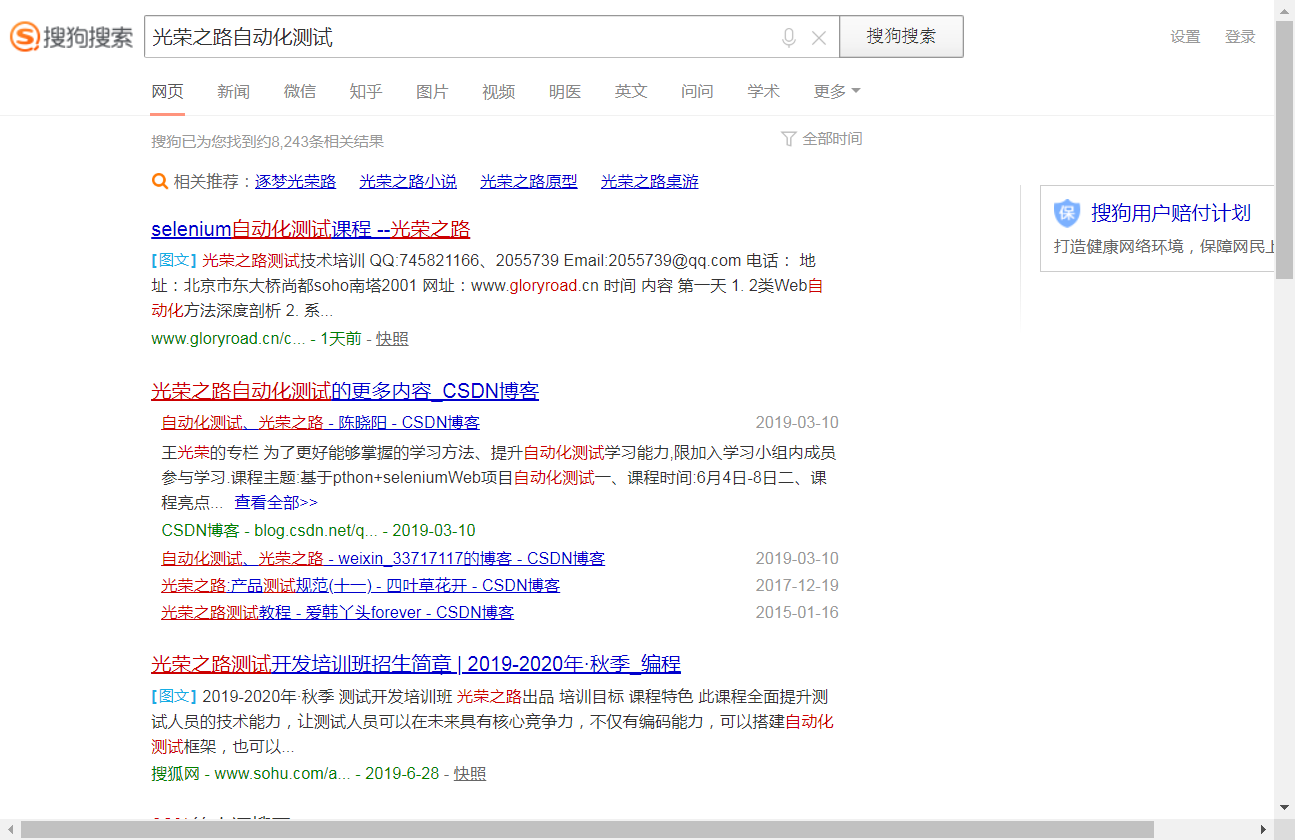 搜狗搜索 光荣之路自动化测试 搜狗搜索 设置 登录
网页 新闻 微信 知乎 图片 视频 明医 英文 问问 学术 更多
搜狗已为您找到约8,243条相关结果 全部时间
相关推荐：逐梦光荣路 光荣之路小说 光荣之路原型 光荣之路桌游
搜狗用户赔付计划
打造健康网络环境，保障网民上
selenium自动化测试课程 --光荣之路
[图文] 光荣之路测试技术培训 QQ:745821166、2055739 Email:2055739@qq.com 电话： 地
址：北京市东大桥尚都soho南塔2001 网址：www.gloryroad.cn 时间 内容 第一天 1. 2类Web自
动化方法深度剖析 2. 系...
www.gloryroad.cn/c... - 1天前 - 快照
光荣之路自动化测试的更多内容_CSDN博客
自动化测试、光荣之路 - 陈晓阳 - CSDN博客 2019-03-10
王光荣的专栏 为了更好能够掌握的学习方法、提升自动化测试学习能力,限加入学习小组内成员
参与学习.课程主题:基于pthon+seleniumWeb项目自动化测试一、课程时间:6月4日-8日二、课
程亮点... 查看全部>>
CSDN博客 - blog.csdn.net/q... - 2019-03-10
自动化测试、光荣之路 - weixin_33717117的博客 - CSDN博客 2019-03-10
光荣之路:产品测试规范(十一) - 四叶草花开 - CSDN博客 2017-12-19
光荣之路测试教程 - 爱韩丫头forever - CSDN博客 2015-01-16
光荣之路测试开发培训班招生简章 | 2019-2020年·秋季_编程
[图文] 2019-2020年·秋季 测试开发培训班 光荣之路出品 培训目标 课程特色 此课程全面提升测
试人员的技术能力，让测试人员可以在未来具有核心竞争力，不仅有编码能力，可以搭建自动化
测试框架，也可以...
搜狐网 - www.sohu.com/a... - 2019-6-28 - 快照